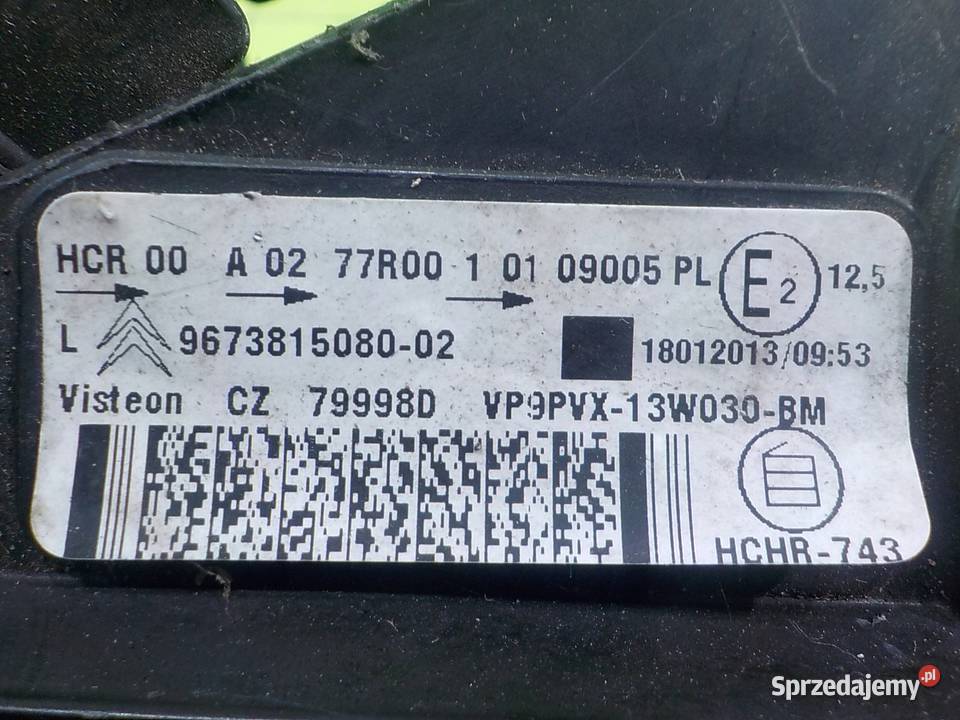 HCR 00 A 02 77R00 1 01 09005 PL E2 12,5
L 9673815080-02 18012013/09:53
Visteon CZ 79998D VP9PVX-13W030-BM
HCHR-743
Sprzedajemy.pl